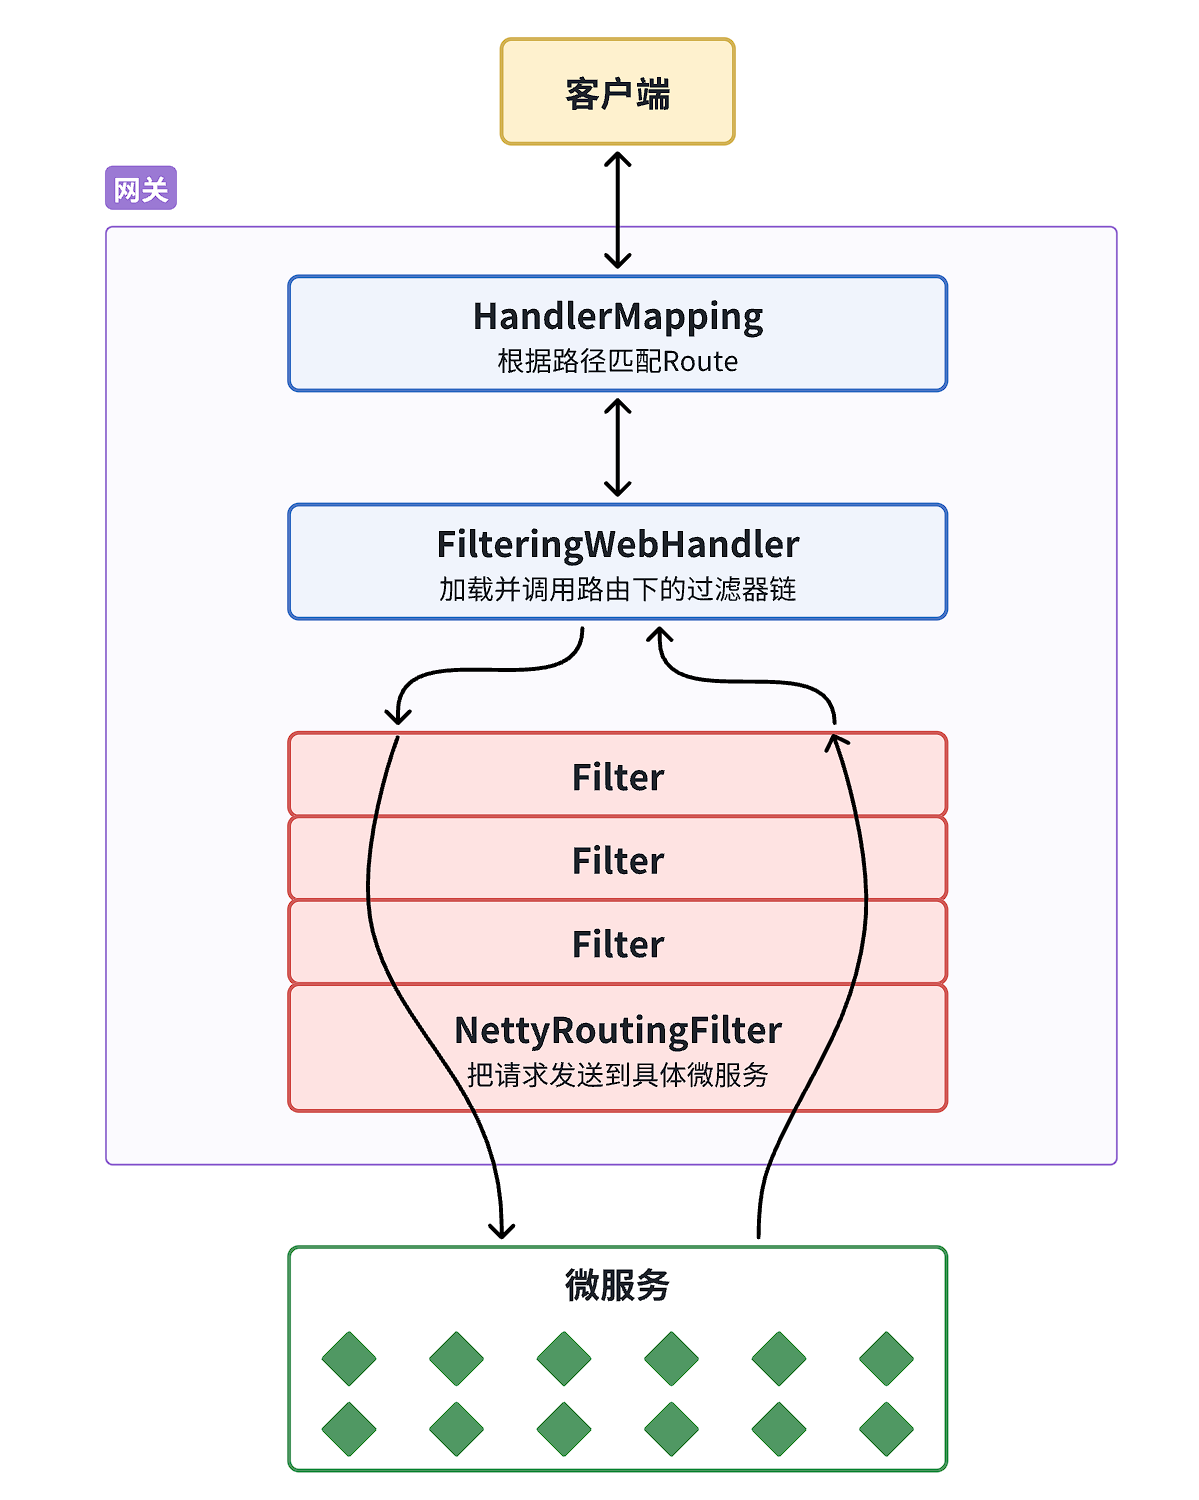 客户端
网关
HandlerMapping
根据路径匹配Route
FilteringWebHandler
加载并调用路由下的过滤器链
Filter
Filter
Filter
NettyRoutingFilter
把请求发送到具体微服务
微服务